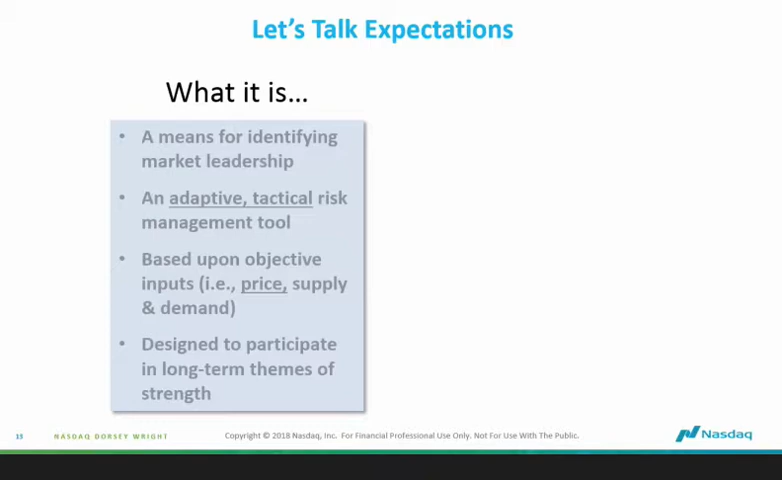 Let's Talk Expectations
What it is...
• A means for identifying
market leadership
• An adaptive, tactical risk
management tool
• Based upon objective
inputs (i.e., price, supply
& demand)
• Designed to participate
in long-term themes of
strength
13 NASDAQ DORSEY WRIGHT Copyright © 2018 Nasdaq, Inc. For Financial Professional Use Only. Not For Use With The Public. Nasdaq